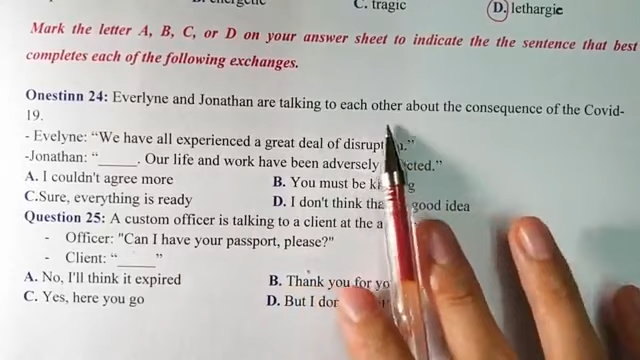 C. tragic D. lethargic
Mark the letter A, B, C, or D on your answer sheet to indicate the the sentence that best
completes each of the following exchanges.
Onestinn 24: Everlyne and Jonathan are talking to each other about the consequence of the Covid-
19.
- Evelyne: “We have all experienced a great deal of
-Jonathan: “_____. Our life and work have been adversely
A. I couldn't agree more B. You must be
C.Sure, everything is ready D. I don't think good idea
Question 25: A custom officer is talking to a client at the
- Officer: "Can I have your passport, please?"
- Client: “_____”
A. No, I'll think it expired B. Thank you for
C. Yes, here you go D. But I